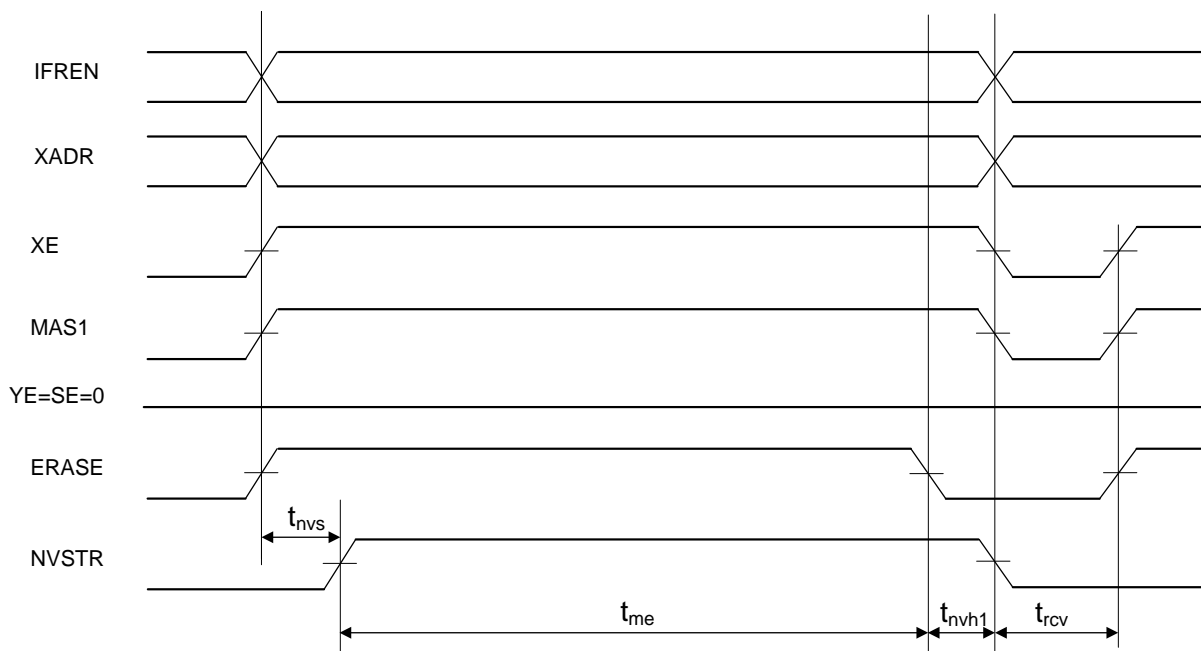 IFREN
XADR
XE
MAS1
YE=SE=0
ERASE
tnvs
NVSTR
tme
tnvh1
trcv